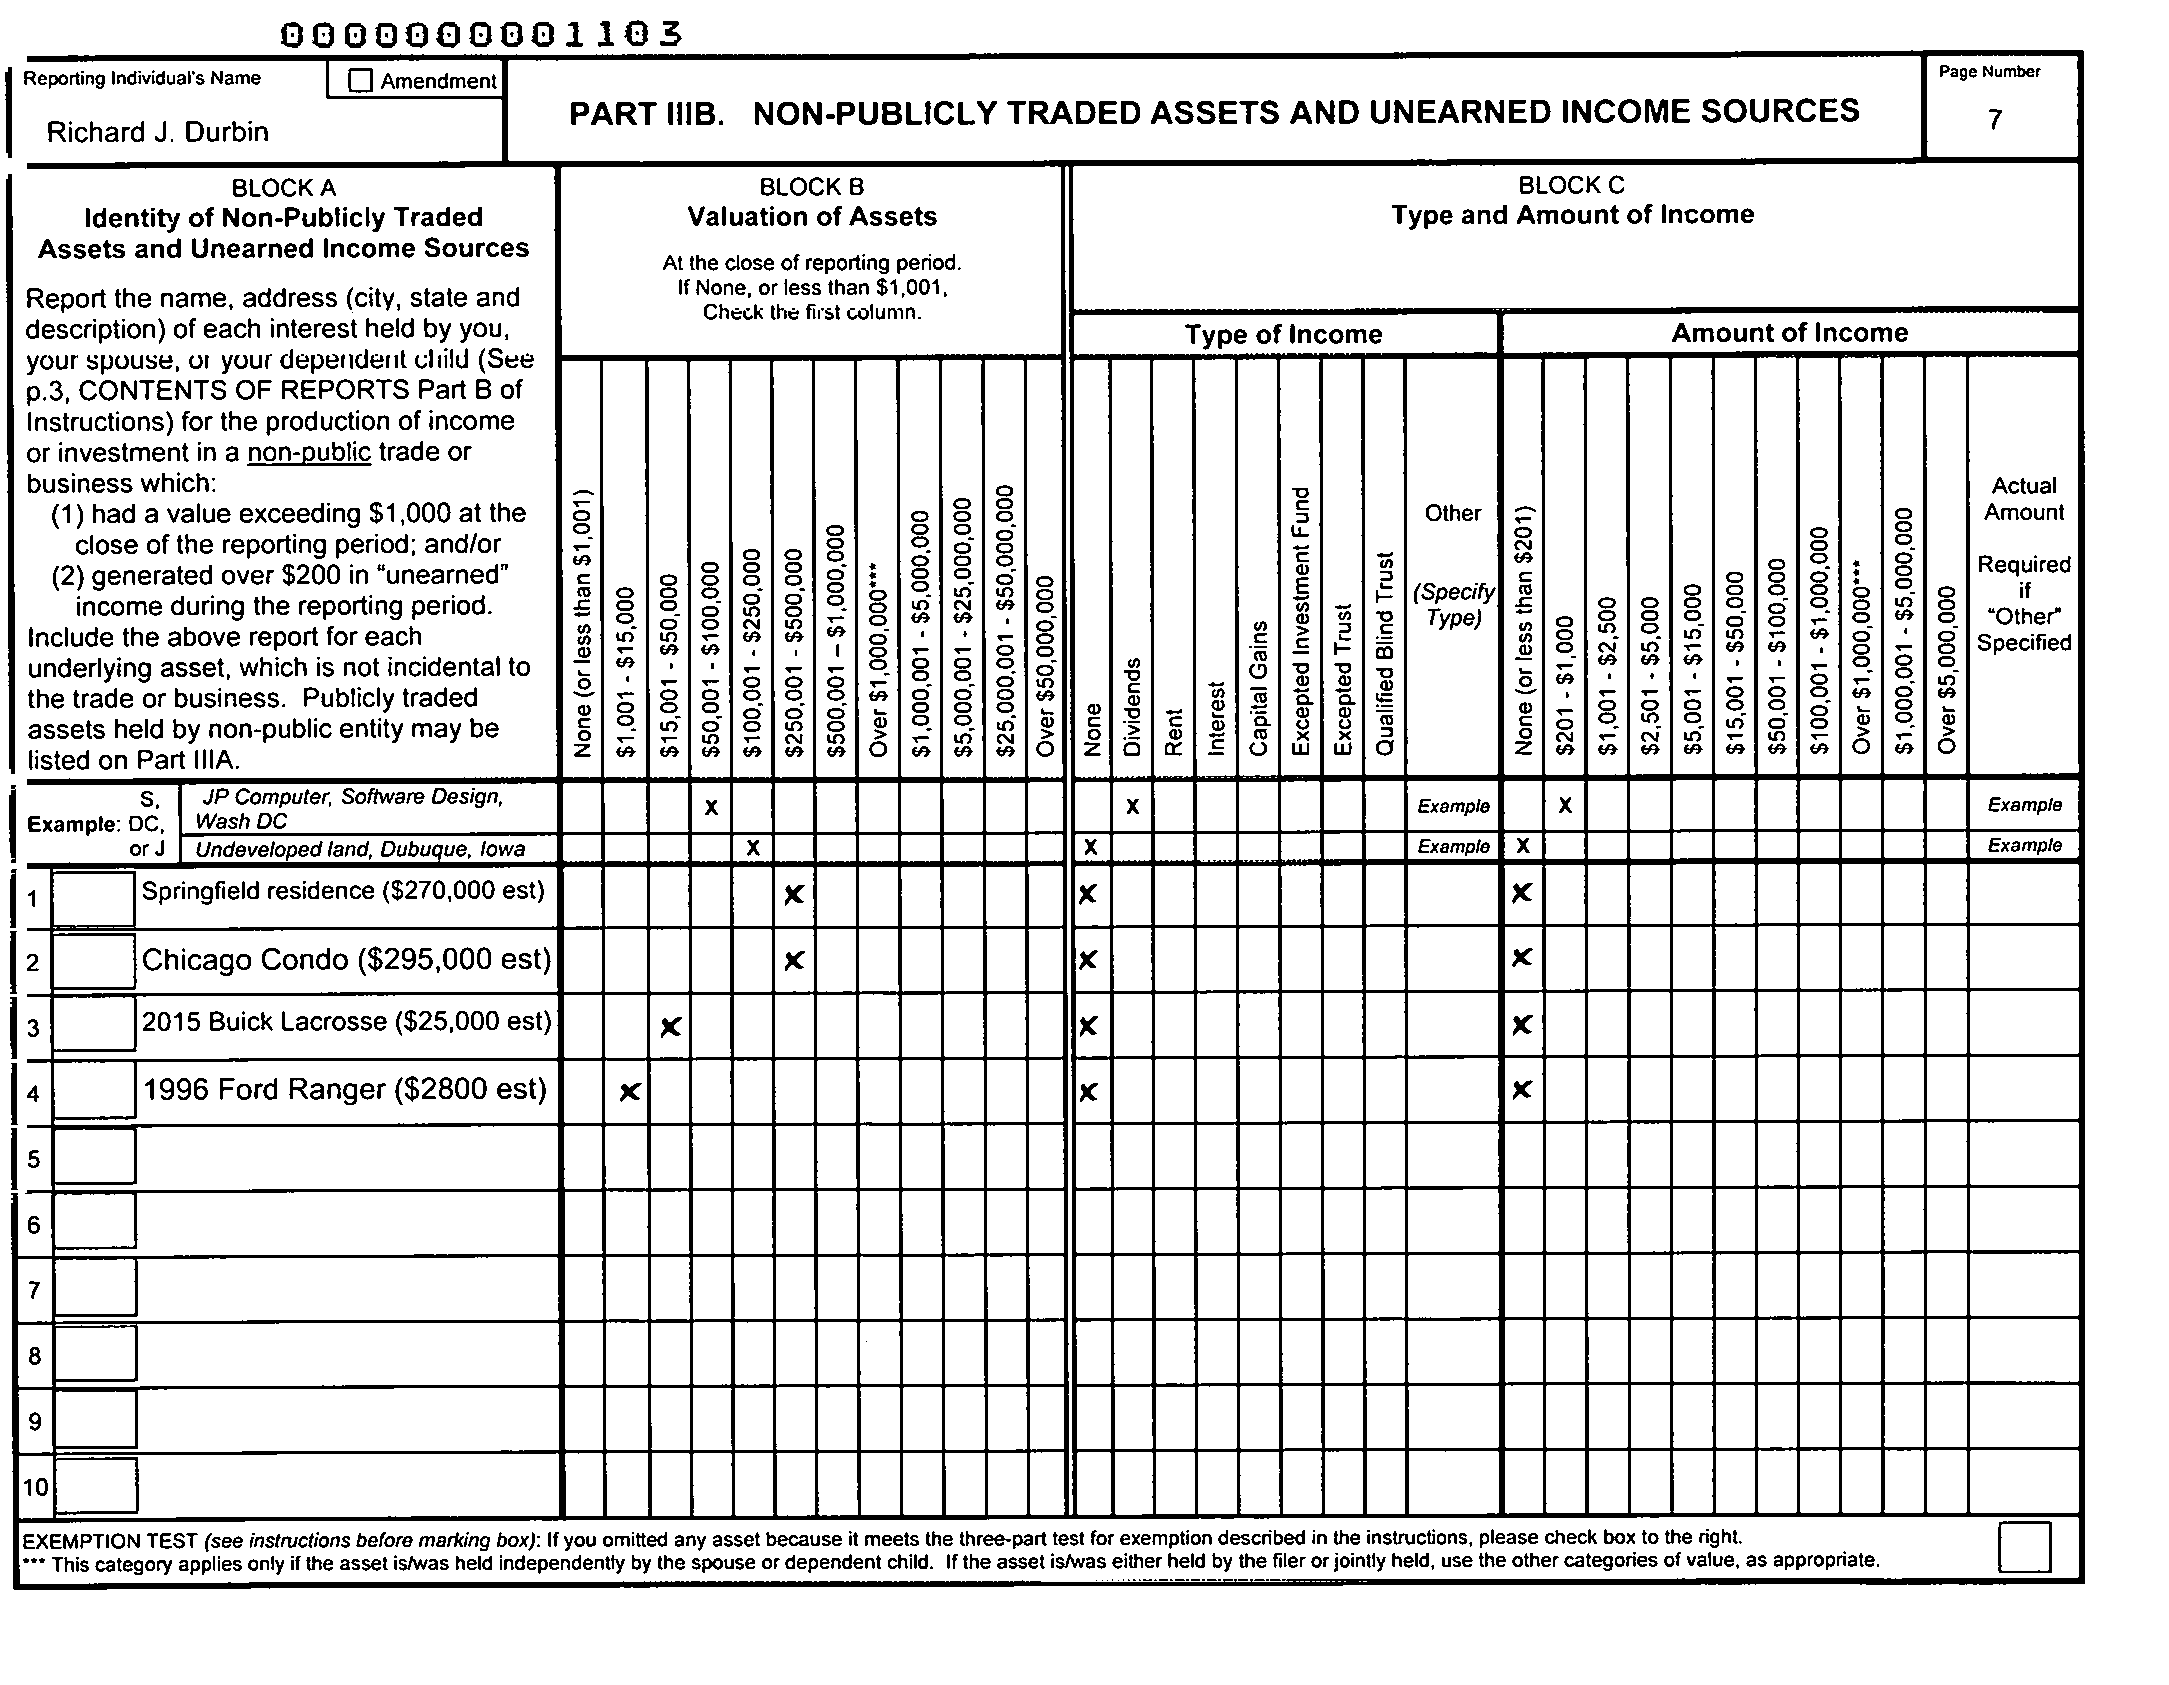 0000000001103
Reporting Individual's Name
☐ Amendment
Richard J. Durbin
PART IIIB. NON-PUBLICLY TRADED ASSETS AND UNEARNED INCOME SOURCES
Page Number
7
BLOCK A
Identity of Non-Publicly Traded
Assets and Unearned Income Sources
Report the name, address (city, state and
description) of each interest held by you,
your spouse, or your dependent child (See
p.3, CONTENTS OF REPORTS Part B of
Instructions) for the production of income
or investment in a non-public trade or
business which:
(1) had a value exceeding $1,000 at the
close of the reporting period; and/or
(2) generated over $200 in "unearned"
income during the reporting period.
Include the above report for each
underlying asset, which is not incidental to
the trade or business. Publicly traded
assets held by non-public entity may be
listed on Part IIIA.
BLOCK B
Valuation of Assets
At the close of reporting period.
If None, or less than $1,001,
Check the first column.
None (or less than $1,001)
$1,001 - $15,000
$15,001 - $50,000
$50,001 - $100,000
$100,001 - $250,000
$250,001 - $500,000
$500,001 – $1,000,000
Over $1,000,000***
$1,000,001 - $5,000,000
$5,000,001 - $25,000,000
$25,000,001 - $50,000,000
Over $50,000,000
BLOCK C
Type and Amount of Income
Type of Income
None
Dividends
Rent
Interest
Capital Gains
Excepted Investment Fund
Excepted Trust
Qualified Blind Trust
Other
(Specify
Type)
Amount of Income
None (or less than $201)
$201 - $1,000
$1,001 - $2,500
$2,501 - $5,000
$5,001 - $15,000
$15,001 - $50,000
$50,001 - $100,000
$100,001 - $1,000,000
Over $1,000,000***
$1,000,001 - $5,000,000
Over $5,000,000
Actual
Amount
Required
if
"Other"
Specified
Example:
S,
DC,
or J
JP Computer, Software Design,
Wash DC
X X Example X Example
Undeveloped land, Dubuque, Iowa X X Example X Example
1 Springfield residence ($270,000 est) X X X
2 Chicago Condo ($295,000 est) X X X
3 2015 Buick Lacrosse ($25,000 est) X X X
4 1996 Ford Ranger ($2800 est) X X X
5
6
7
8
9
10
EXEMPTION TEST (see instructions before marking box): If you omitted any asset because it meets the three-part test for exemption described in the instructions, please check box to the right.
*** This category applies only if the asset is/was held independently by the spouse or dependent child. If the asset is/was either held by the filer or jointly held, use the other categories of value, as appropriate.